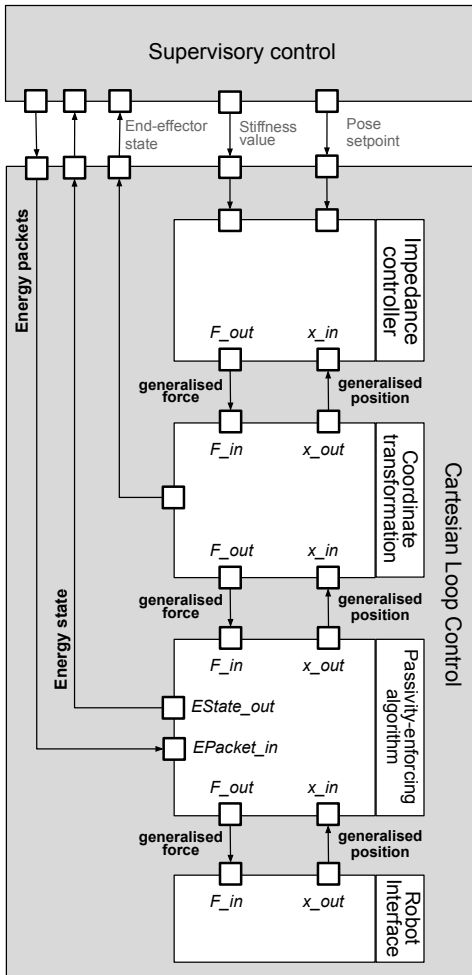 Supervisory control
End-effector
state
Stiffness
value
Pose
setpoint
Energy packets
Impedance
controller
F_out
x_in
generalised
force
generalised
position
F_in
x_out
Coordinate
transformation
Cartesian Loop Control
F_out
x_in
generalised
force
generalised
position
Energy state
F_in
x_out
Passivity-enforcing
algorithm
EState_out
EPacket_in
F_out
x_in
generalised
force
generalised
position
F_in
x_out
Robot
Interface